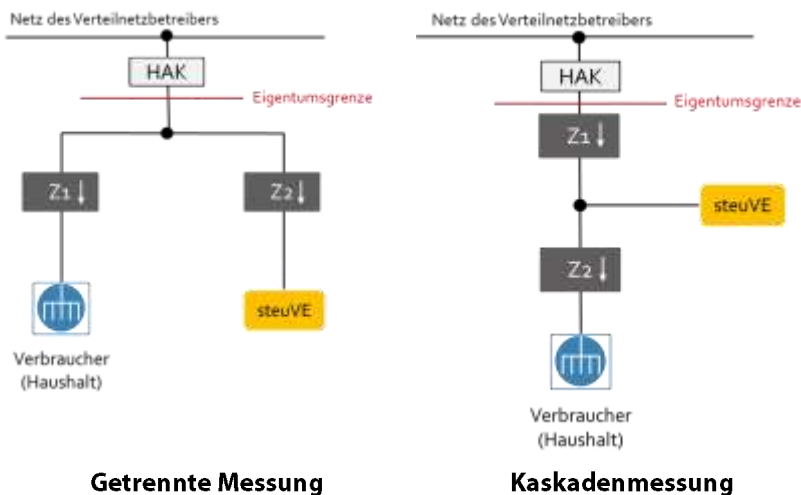 Netz des Verteilnetzbetreibers
HAK
Eigentumsgrenze
Z1
Z2
steuVE
Verbraucher
(Haushalt)
Getrennte Messung
Netz des Verteilnetzbetreibers
HAK
Eigentumsgrenze
Z1
steuVE
Z2
Verbraucher
(Haushalt)
Kaskadenmessung